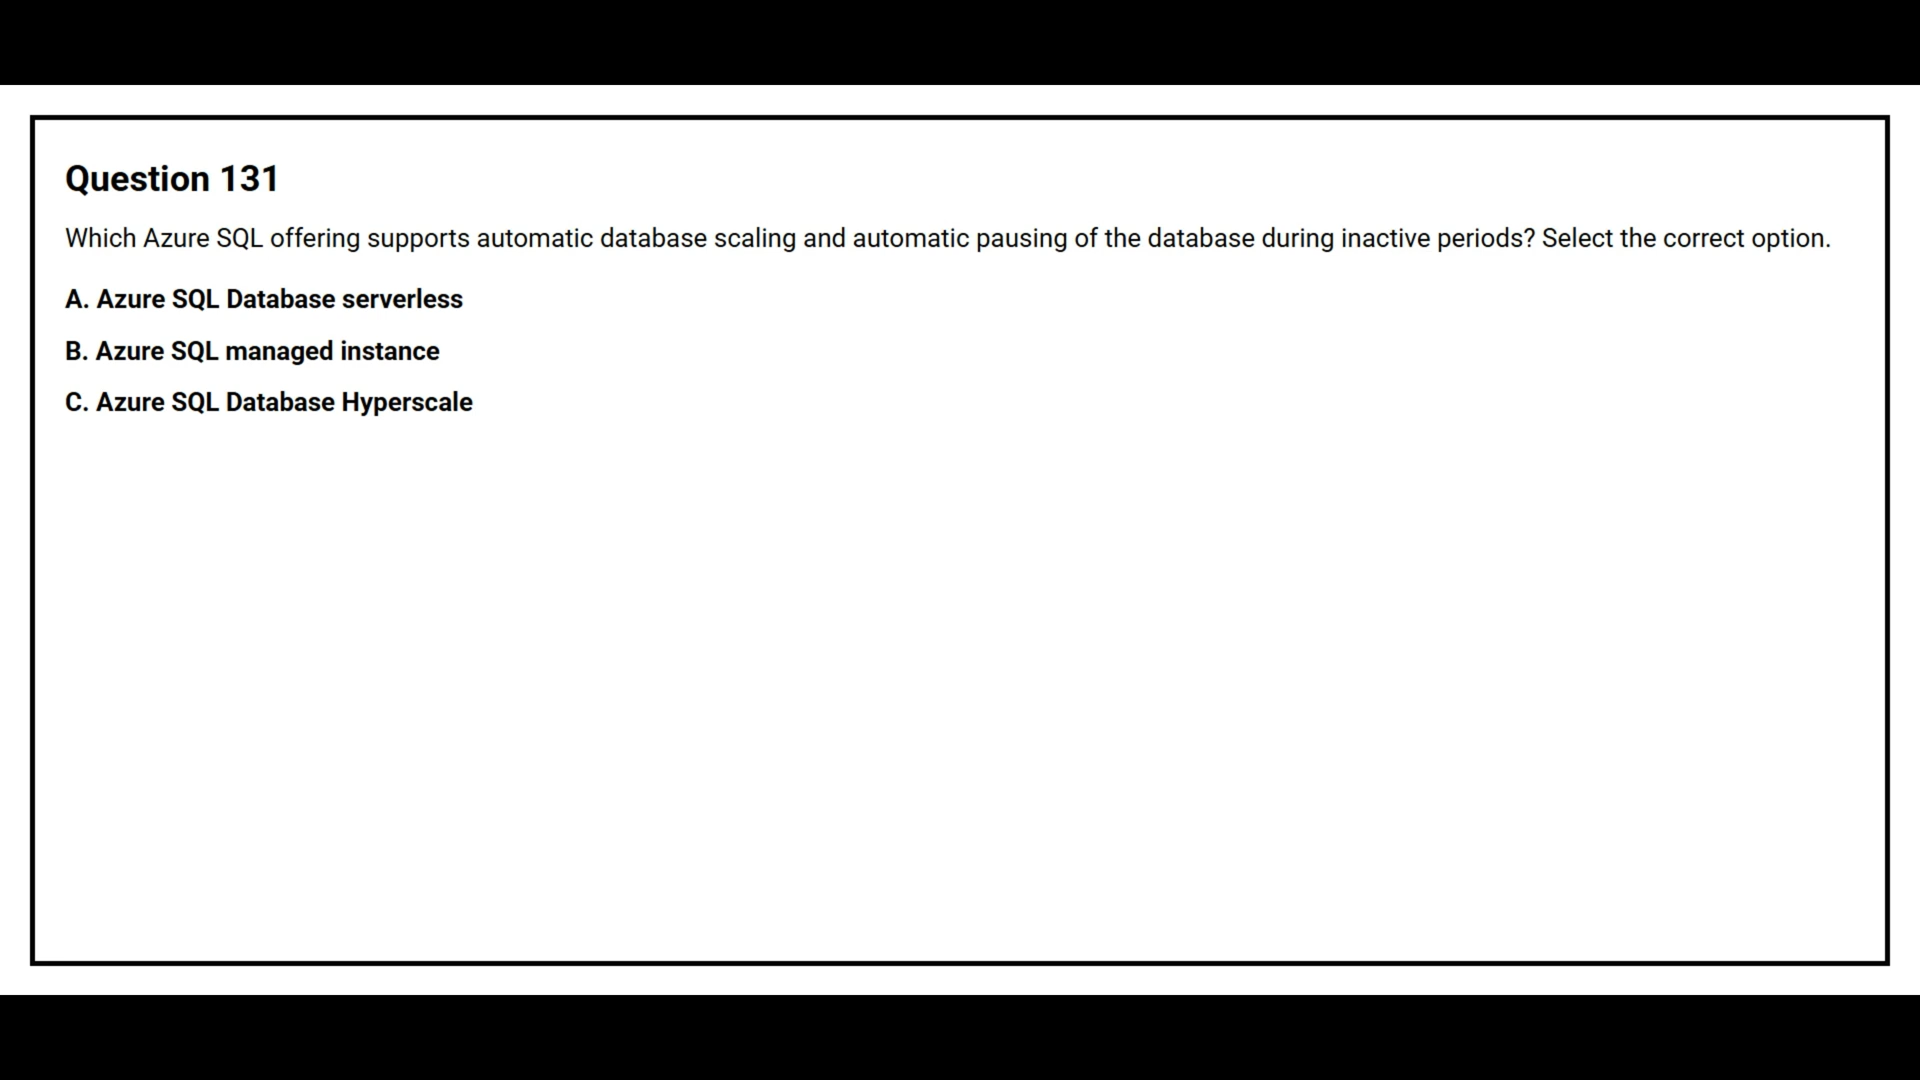 Question 131
Which Azure SQL offering supports automatic database scaling and automatic pausing of the database during inactive periods? Select the correct option.
A. Azure SQL Database serverless
B. Azure SQL managed instance
C. Azure SQL Database Hyperscale